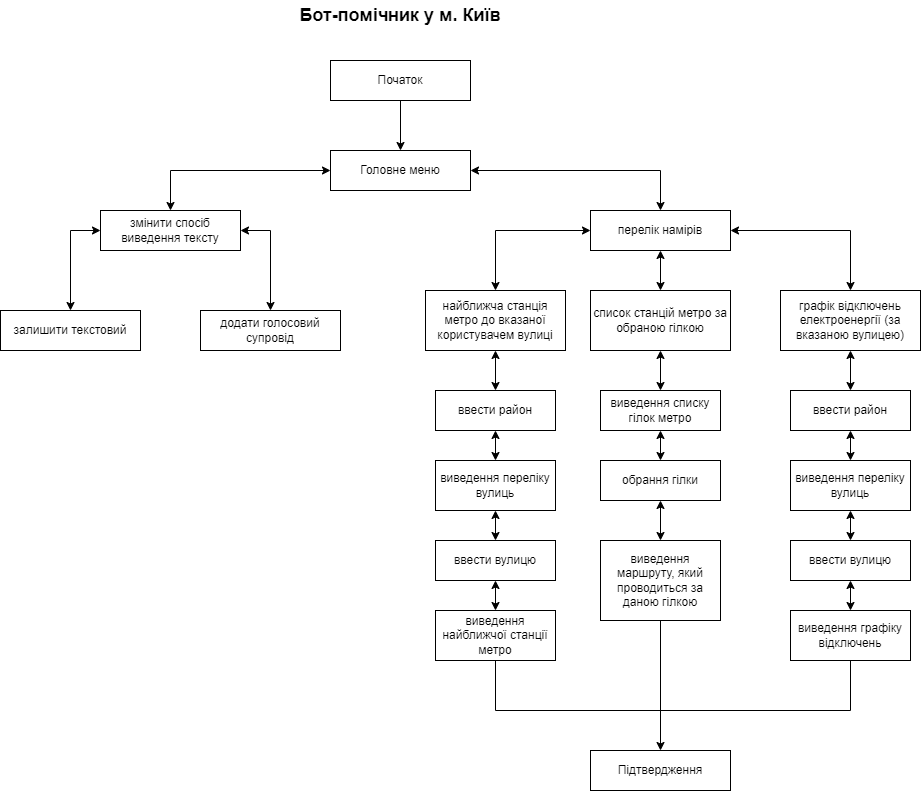 Бот-помічник у м. Київ
Початок
Головне меню
змінити спосіб
виведення тексту
перелік намірів
залишити текстовий
додати голосовий
супровід
найближча станція
метро до вказаної
користувачем вулиці
список станцій метро за
обраною гілкою
графік відключень
електроенергії (за
вказаною вулицею)
ввести район
виведення списку
гілок метро
ввести район
виведення переліку
вулиць
обрання гілки
виведення переліку
вулиць
ввести вулицю
виведення
маршруту, який
проводиться за
даною гілкою
ввести вулицю
виведення
найближчої станції
метро
виведення графіку
відключень
Підтвердження